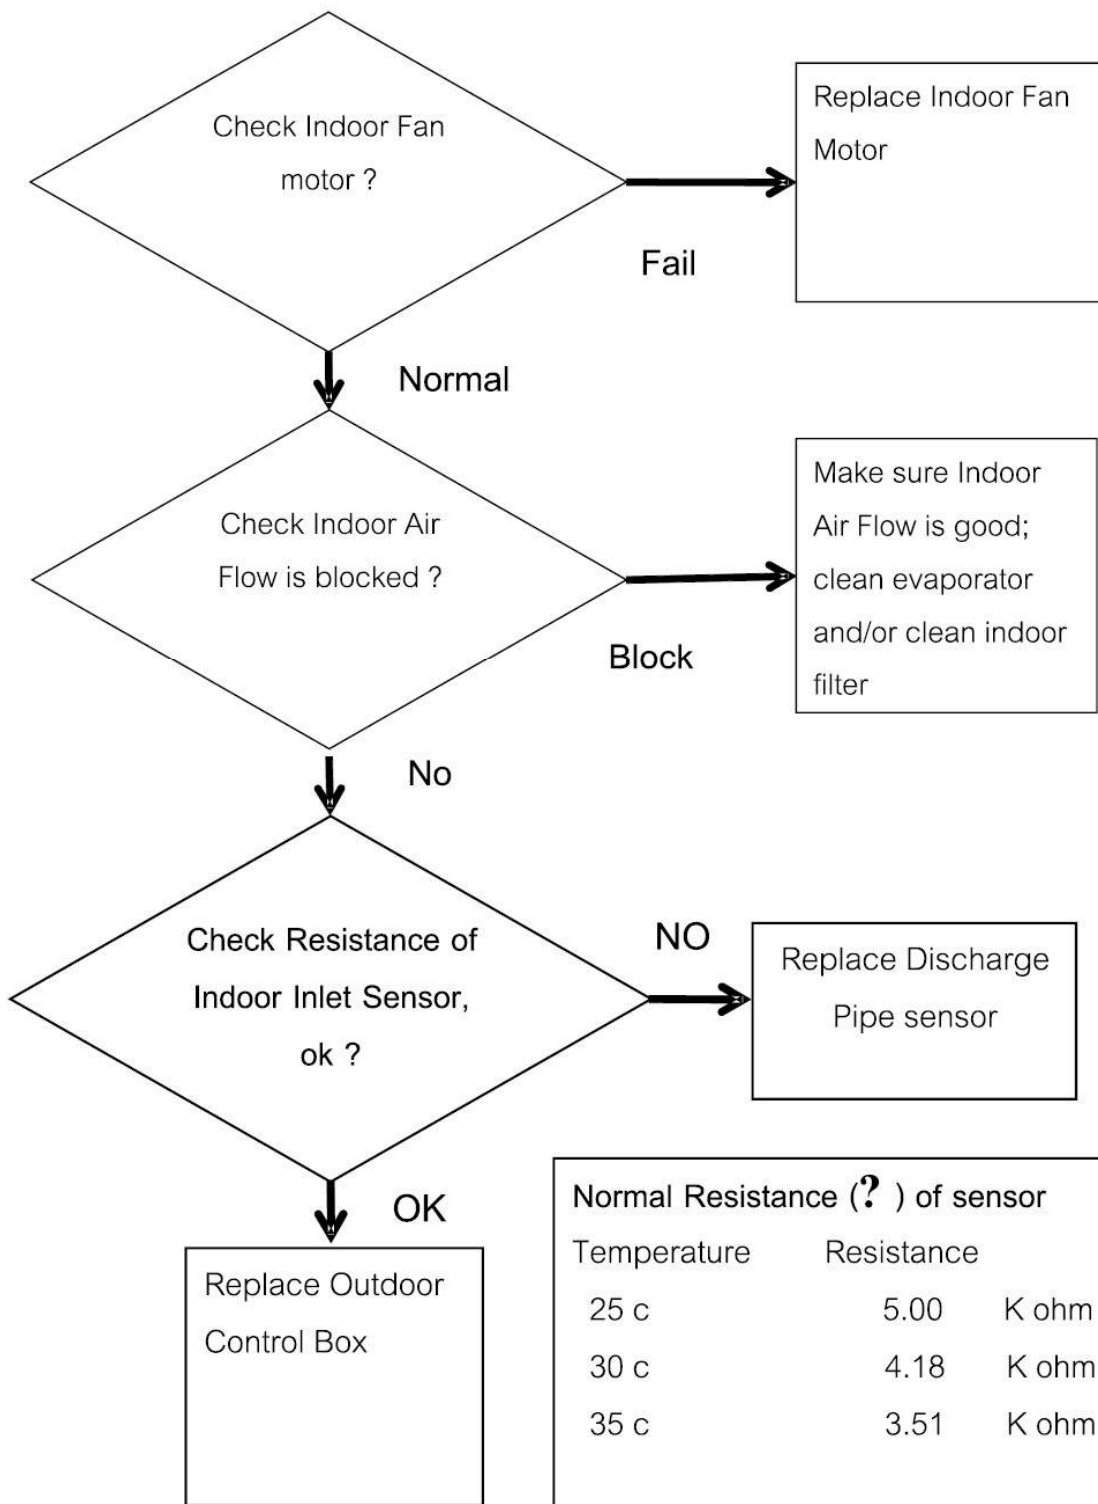 Check Indoor Fan
motor ?
Replace Indoor Fan
Motor
Fail
Normal
Check Indoor Air
Flow is blocked ?
Make sure Indoor
Air Flow is good;
clean evaporator
and/or clean indoor
filter
Block
No
Check Resistance of
Indoor Inlet Sensor,
ok ?
NO
Replace Discharge
Pipe sensor
OK
Replace Outdoor
Control Box
Normal Resistance (? ) of sensor
Temperature Resistance
25 c 5.00 K ohm
30 c 4.18 K ohm
35 c 3.51 K ohm